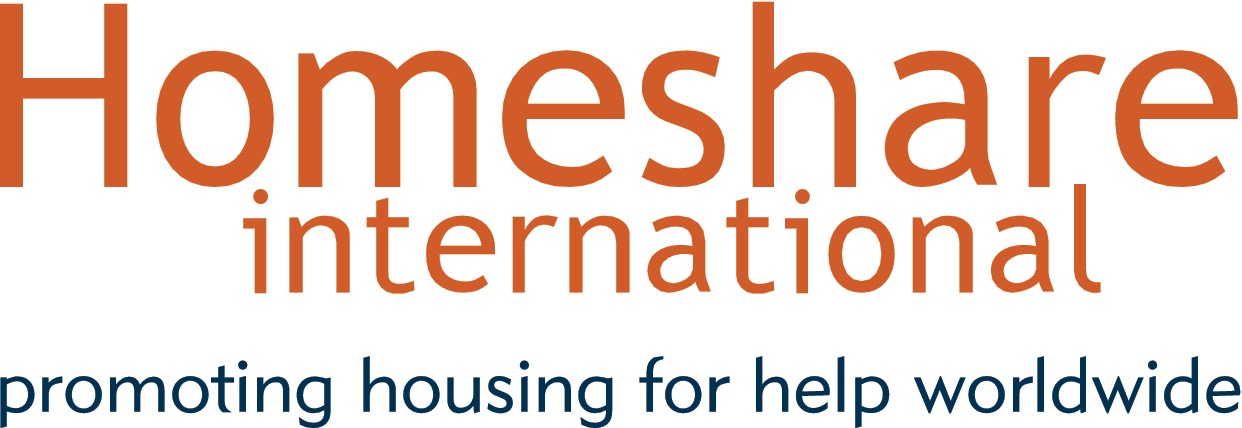 Homeshare
international
promoting housing for help worldwide